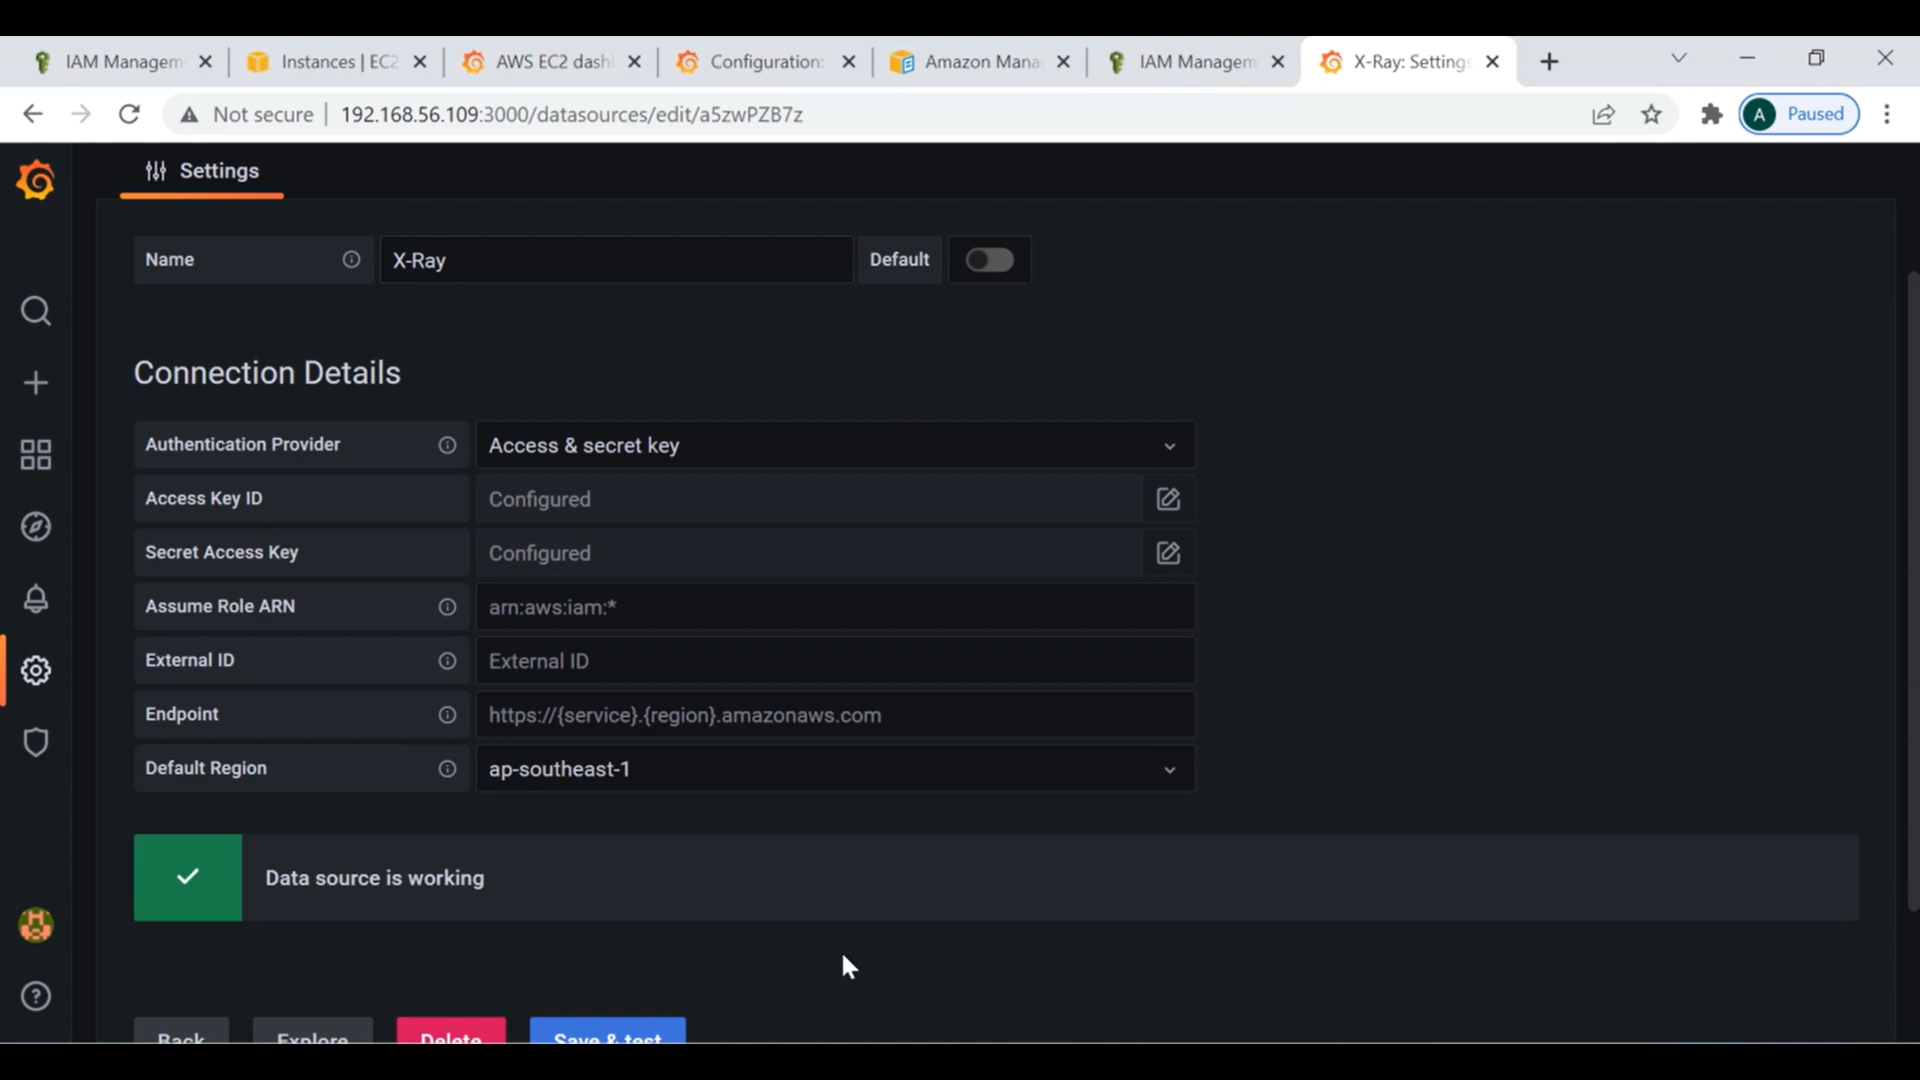 IAM Managem
Instances | EC2
AWS EC2 dash
Configuration:
Amazon Mana
IAM Managem
X-Ray: Settings
Not secure
192.168.56.109:3000/datasources/edit/a5zwPZB7z
A
Paused
Settings
Name
X-Ray
Default
Connection Details
Authentication Provider
Access & secret key
Access Key ID
Configured
Secret Access Key
Configured
Assume Role ARN
arn:aws:iam:*
External ID
External ID
Endpoint
https://{service}.{region}.amazonaws.com
Default Region
ap-southeast-1
Data source is working
Back
Explore
Delete
Save & test